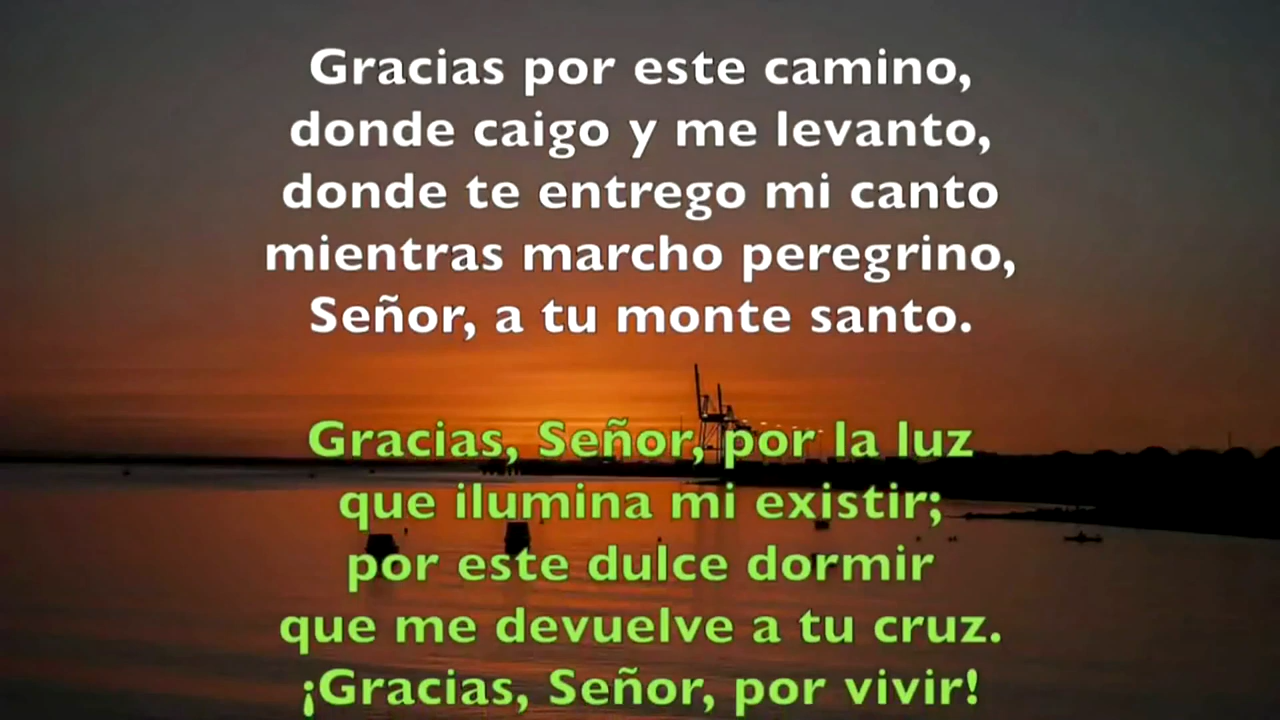 Gracias por este camino,
donde caigo y me levanto,
donde te entrego mi canto
mientras marcho peregrino,
Señor, a tu monte santo.
Gracias, Señor, por la luz
que ilumina mi existir;
por este dulce dormir
que me devuelve a tu cruz.
¡Gracias, Señor, por vivir!